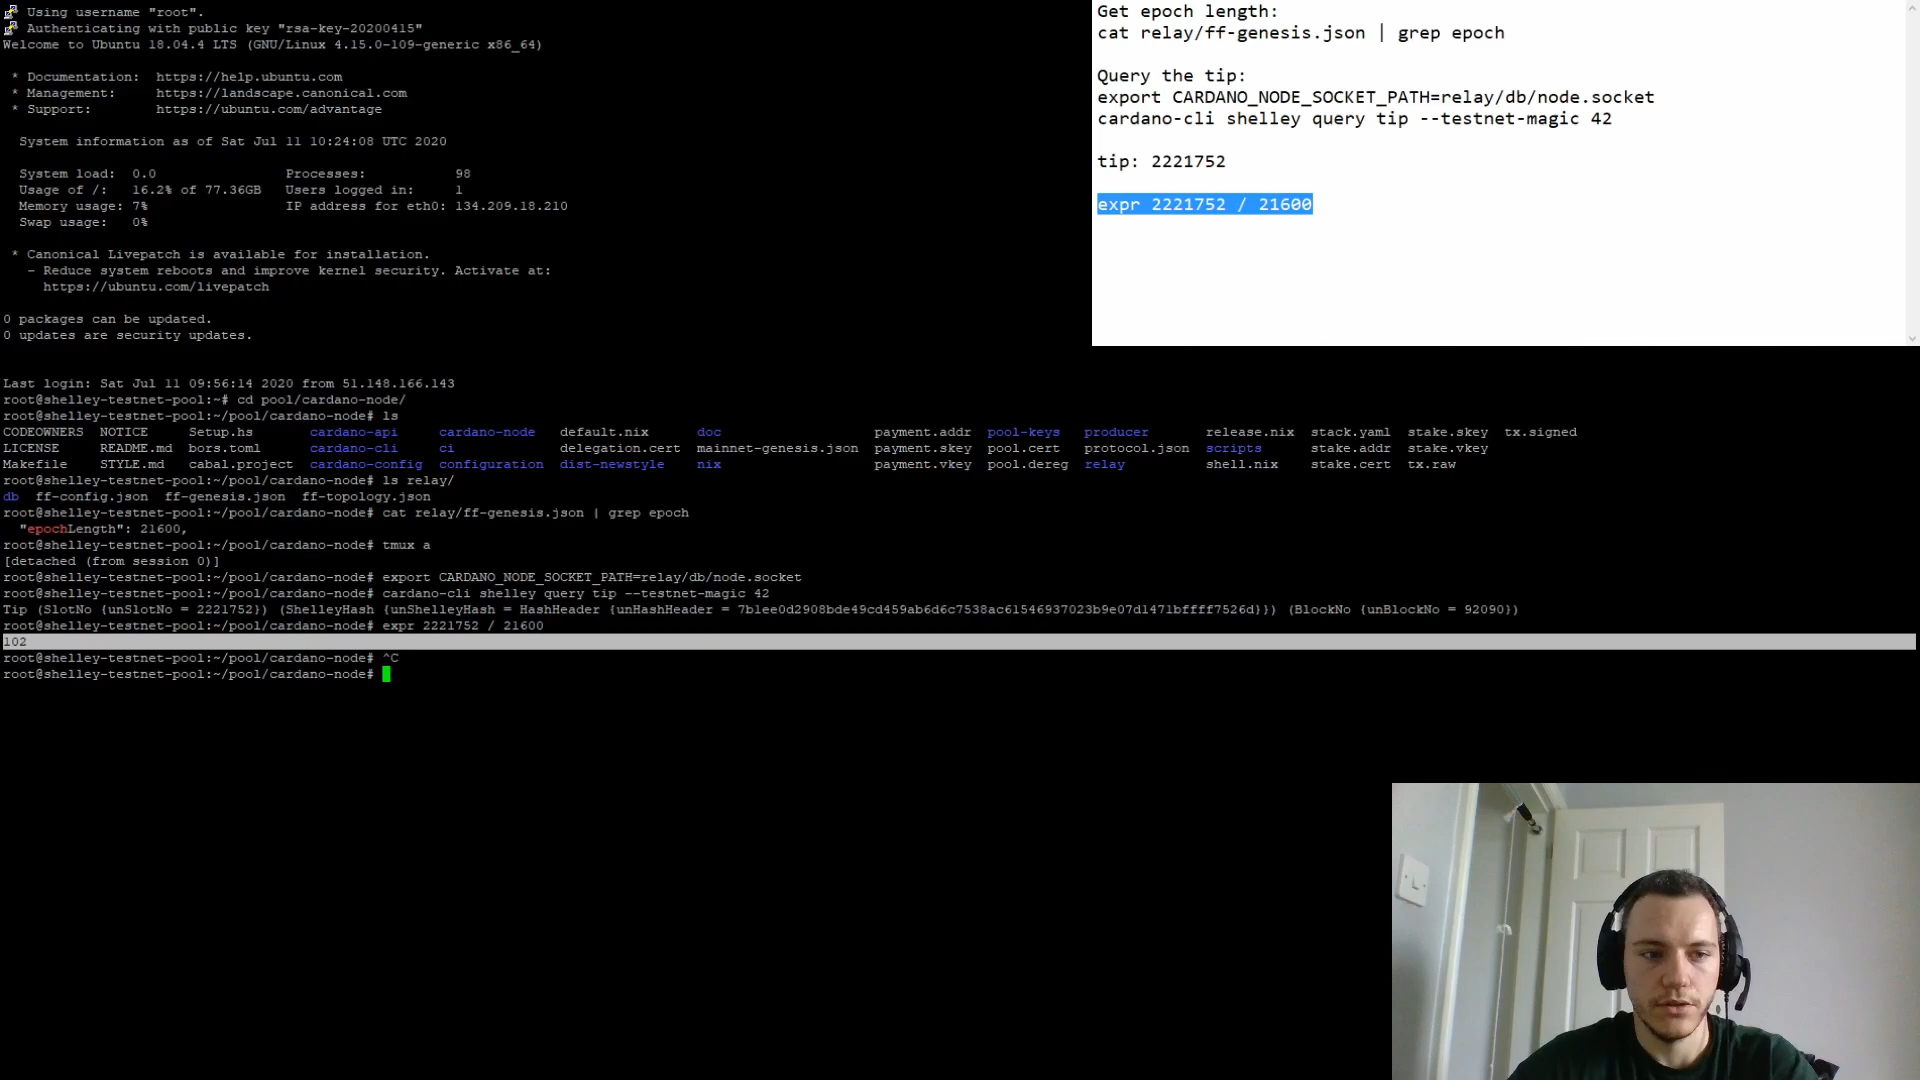 Using username "root".
Authenticating with public key "rsa-key-20200415"
Welcome to Ubuntu 18.04.4 LTS (GNU/Linux 4.15.0-109-generic x86_64)
* Documentation: https://help.ubuntu.com
* Management: https://landscape.canonical.com
* Support: https://ubuntu.com/advantage
System information as of Sat Jul 11 10:24:08 UTC 2020
System load: 0.0 Processes: 98
Usage of /: 16.2% of 77.36GB Users logged in: 1
Memory usage: 7% IP address for eth0: 134.209.18.210
Swap usage: 0%
* Canonical Livepatch is available for installation.
- Reduce system reboots and improve kernel security. Activate at:
https://ubuntu.com/livepatch
0 packages can be updated.
0 updates are security updates.
Last login: Sat Jul 11 09:56:14 2020 from 51.148.166.143
root@shelley-testnet-pool:~# cd pool/cardano-node/
root@shelley-testnet-pool:~/pool/cardano-node# ls
CODEOWNERS NOTICE Setup.hs cardano-api cardano-node default.nix doc payment.addr pool-keys producer release.nix stack.yaml stake.skey tx.signed
LICENSE README.md bors.toml cardano-cli ci delegation.cert mainnet-genesis.json payment.skey pool.cert protocol.json scripts stake.addr stake.vkey
Makefile STYLE.md cabal.project cardano-config configuration dist-newstyle nix payment.vkey pool.dereg relay shell.nix stake.cert tx.raw
root@shelley-testnet-pool:~/pool/cardano-node# ls relay/
db ff-config.json ff-genesis.json ff-topology.json
root@shelley-testnet-pool:~/pool/cardano-node# cat relay/ff-genesis.json | grep epoch
"epochLength": 21600,
root@shelley-testnet-pool:~/pool/cardano-node# tmux a
[detached (from session 0)]
root@shelley-testnet-pool:~/pool/cardano-node# export CARDANO_NODE_SOCKET_PATH=relay/db/node.socket
root@shelley-testnet-pool:~/pool/cardano-node# cardano-cli shelley query tip --testnet-magic 42
Tip (SlotNo {unSlotNo = 2221752}) (ShelleyHash {unShelleyHash = HashHeader {unHashHeader = 7b1ee0d2908bde49cd459ab6d6c7538ac61546937023b9e07d1471bffff7526d}}) (BlockNo {unBlockNo = 92090})
root@shelley-testnet-pool:~/pool/cardano-node# expr 2221752 / 21600
102
root@shelley-testnet-pool:~/pool/cardano-node# ^C
root@shelley-testnet-pool:~/pool/cardano-node#
Get epoch length:
cat relay/ff-genesis.json | grep epoch
Query the tip:
export CARDANO_NODE_SOCKET_PATH=relay/db/node.socket
cardano-cli shelley query tip --testnet-magic 42
tip: 2221752
expr 2221752 / 21600